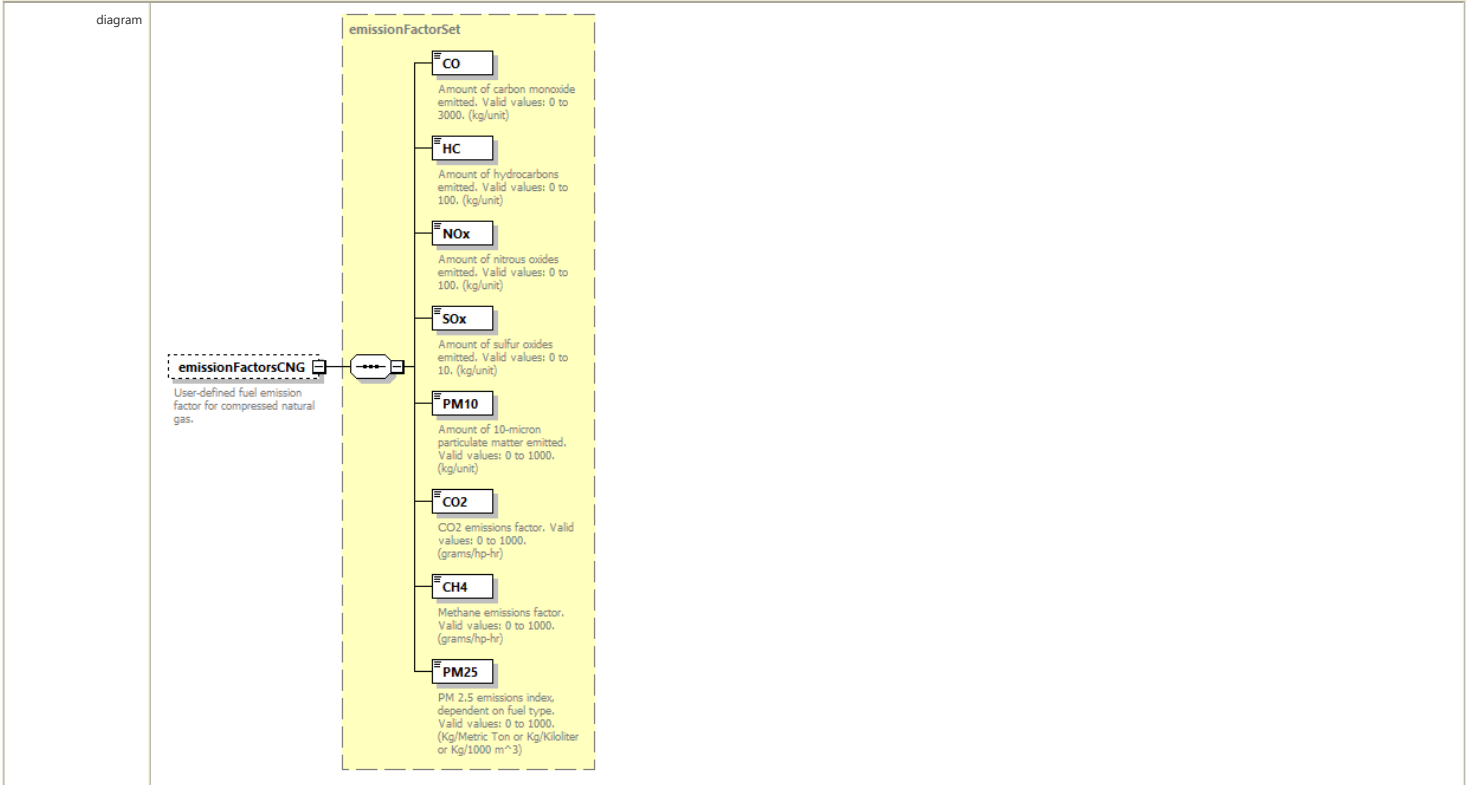 diagram
emissionFactorSet
CO
Amount of carbon monoxide
emitted. Valid values: 0 to
3000. (kg/unit)
HC
Amount of hydrocarbons
emitted. Valid values: 0 to
100. (kg/unit)
NOx
Amount of nitrous oxides
emitted. Valid values: 0 to
100. (kg/unit)
SOx
Amount of sulfur oxides
emitted. Valid values: 0 to
10. (kg/unit)
emissionFactorsCNG
User-defined fuel emission
factor for compressed natural
gas.
PM10
Amount of 10-micron
particulate matter emitted.
Valid values: 0 to 1000.
(kg/unit)
CO2
CO2 emissions factor. Valid
values: 0 to 1000.
(grams/hp-hr)
CH4
Methane emissions factor.
Valid values: 0 to 1000.
(grams/hp-hr)
PM25
PM 2.5 emissions index,
dependent on fuel type.
Valid values: 0 to 1000.
(Kg/Metric Ton or Kg/Kiloliter
or Kg/1000 m^3)